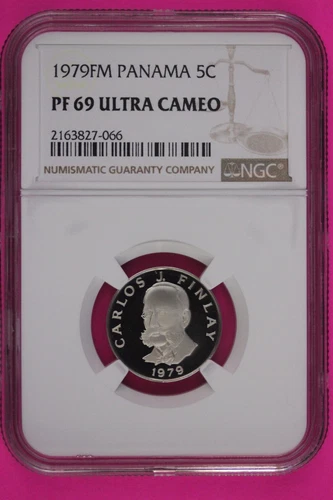 1979FM PANAMA 5C
PF 69 ULTRA CAMEO
2163827-066
NUMISMATIC GUARANTY COMPANY
NGC
CARLOS J. FINLAY
1979